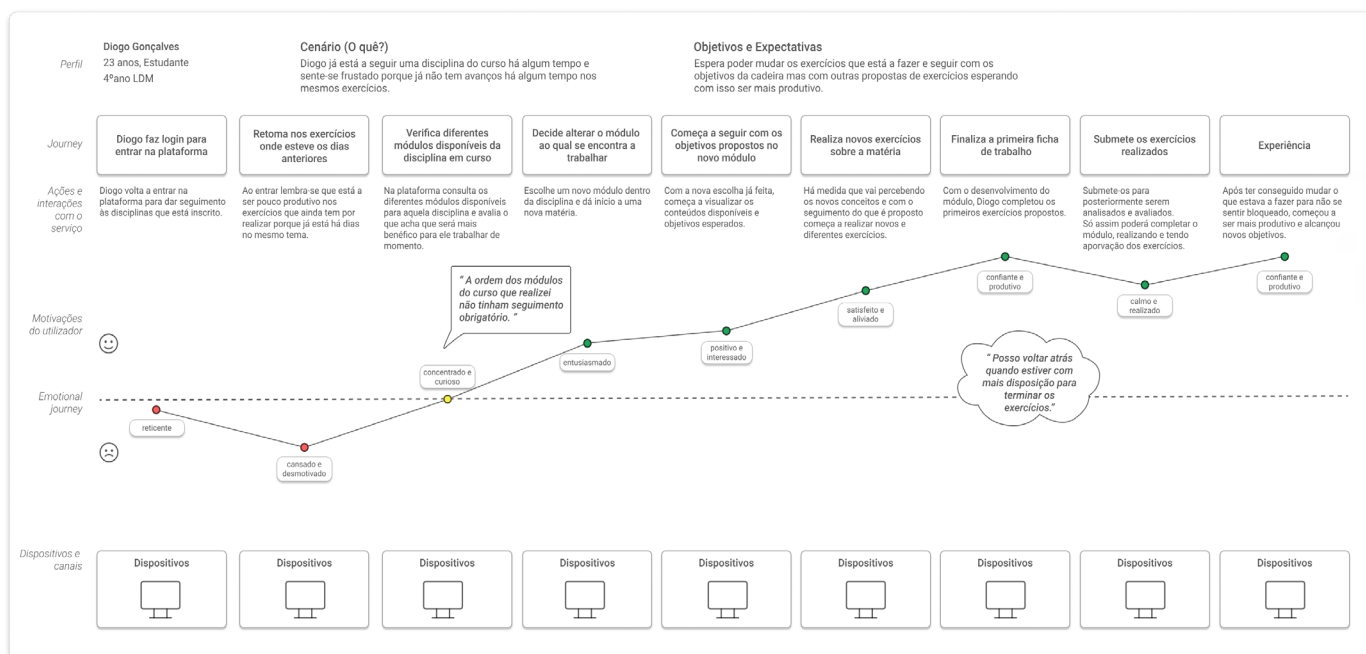 Perfil
Diogo Gonçalves
23 anos, Estudante
4ºano LDM
Cenário (O quê?)
Diogo já está a seguir uma disciplina do curso há algum tempo e
sente-se frustado porque já não tem avanços há algum tempo nos
mesmos exercícios.
Objetivos e Expectativas
Espera poder mudar os exercícios que está a fazer e seguir com os
objetivos da cadeira mas com outras propostas de exercícios esperando
com isso ser mais produtivo.
Journey
Diogo faz login para
entrar na plataforma
Retoma nos exercícios
onde esteve os dias
anteriores
Verifica diferentes
módulos disponíveis da
disciplina em curso
Decide alterar o módulo
ao qual se encontra a
trabalhar
Começa a seguir com os
objetivos propostos no
novo módulo
Realiza novos exercícios
sobre a matéria
Finaliza a primeira ficha
de trabalho
Submete os exercícios
realizados
Experiência
Ações e
interações
com o
serviço
Diogo volta a entrar na
plataforma para dar seguimento
às disciplinas que está inscrito.
Ao entrar lembra-se que está a
ser pouco produtivo nos
exercícios que ainda tem por
realizar porque já está há dias
no mesmo tema.
Na plataforma consulta os
diferentes módulos disponíveis
para aquela disciplina e avalia o
que acha que será mais
benéfico para ele trabalhar de
momento.
Escolhe um novo módulo dentro
da disciplina e dá início a uma
nova matéria.
Com a nova escolha já feita,
começa a visualizar os
conteúdos disponíveis e
objetivos esperados.
Há medida que vai percebendo
os novos conceitos e com o
seguimento do que é proposto
começa a realizar novos e
diferentes exercícios.
Com o desenvolvimento do
módulo, Diogo completou os
primeiros exercícios propostos.
Submete-os para
posteriormente serem
analisados e avaliados.
Só assim poderá completar o
módulo, realizando e tendo
aporvação dos exercícios.
Após ter conseguido mudar o
que estava a fazer para não se
sentir bloqueado, começou a
ser mais produtivo e alcançou
novos objetivos.
Motivações
do utilizador
" A ordem dos módulos
do curso que realizei
não tinham seguimento
obrigatório. "
Emotional
journey
reticente
cansado e
desmotivado
concentrado e
curioso
entusiasmado
positivo e
interessado
satisfeito e
aliviado
confiante e
produtivo
calmo e
realizado
confiante e
produtivo
" Posso voltar atrás
quando estiver com
mais disposição para
terminar os
exercícios."
Dispositivos e
canais
Dispositivos
Dispositivos
Dispositivos
Dispositivos
Dispositivos
Dispositivos
Dispositivos
Dispositivos
Dispositivos